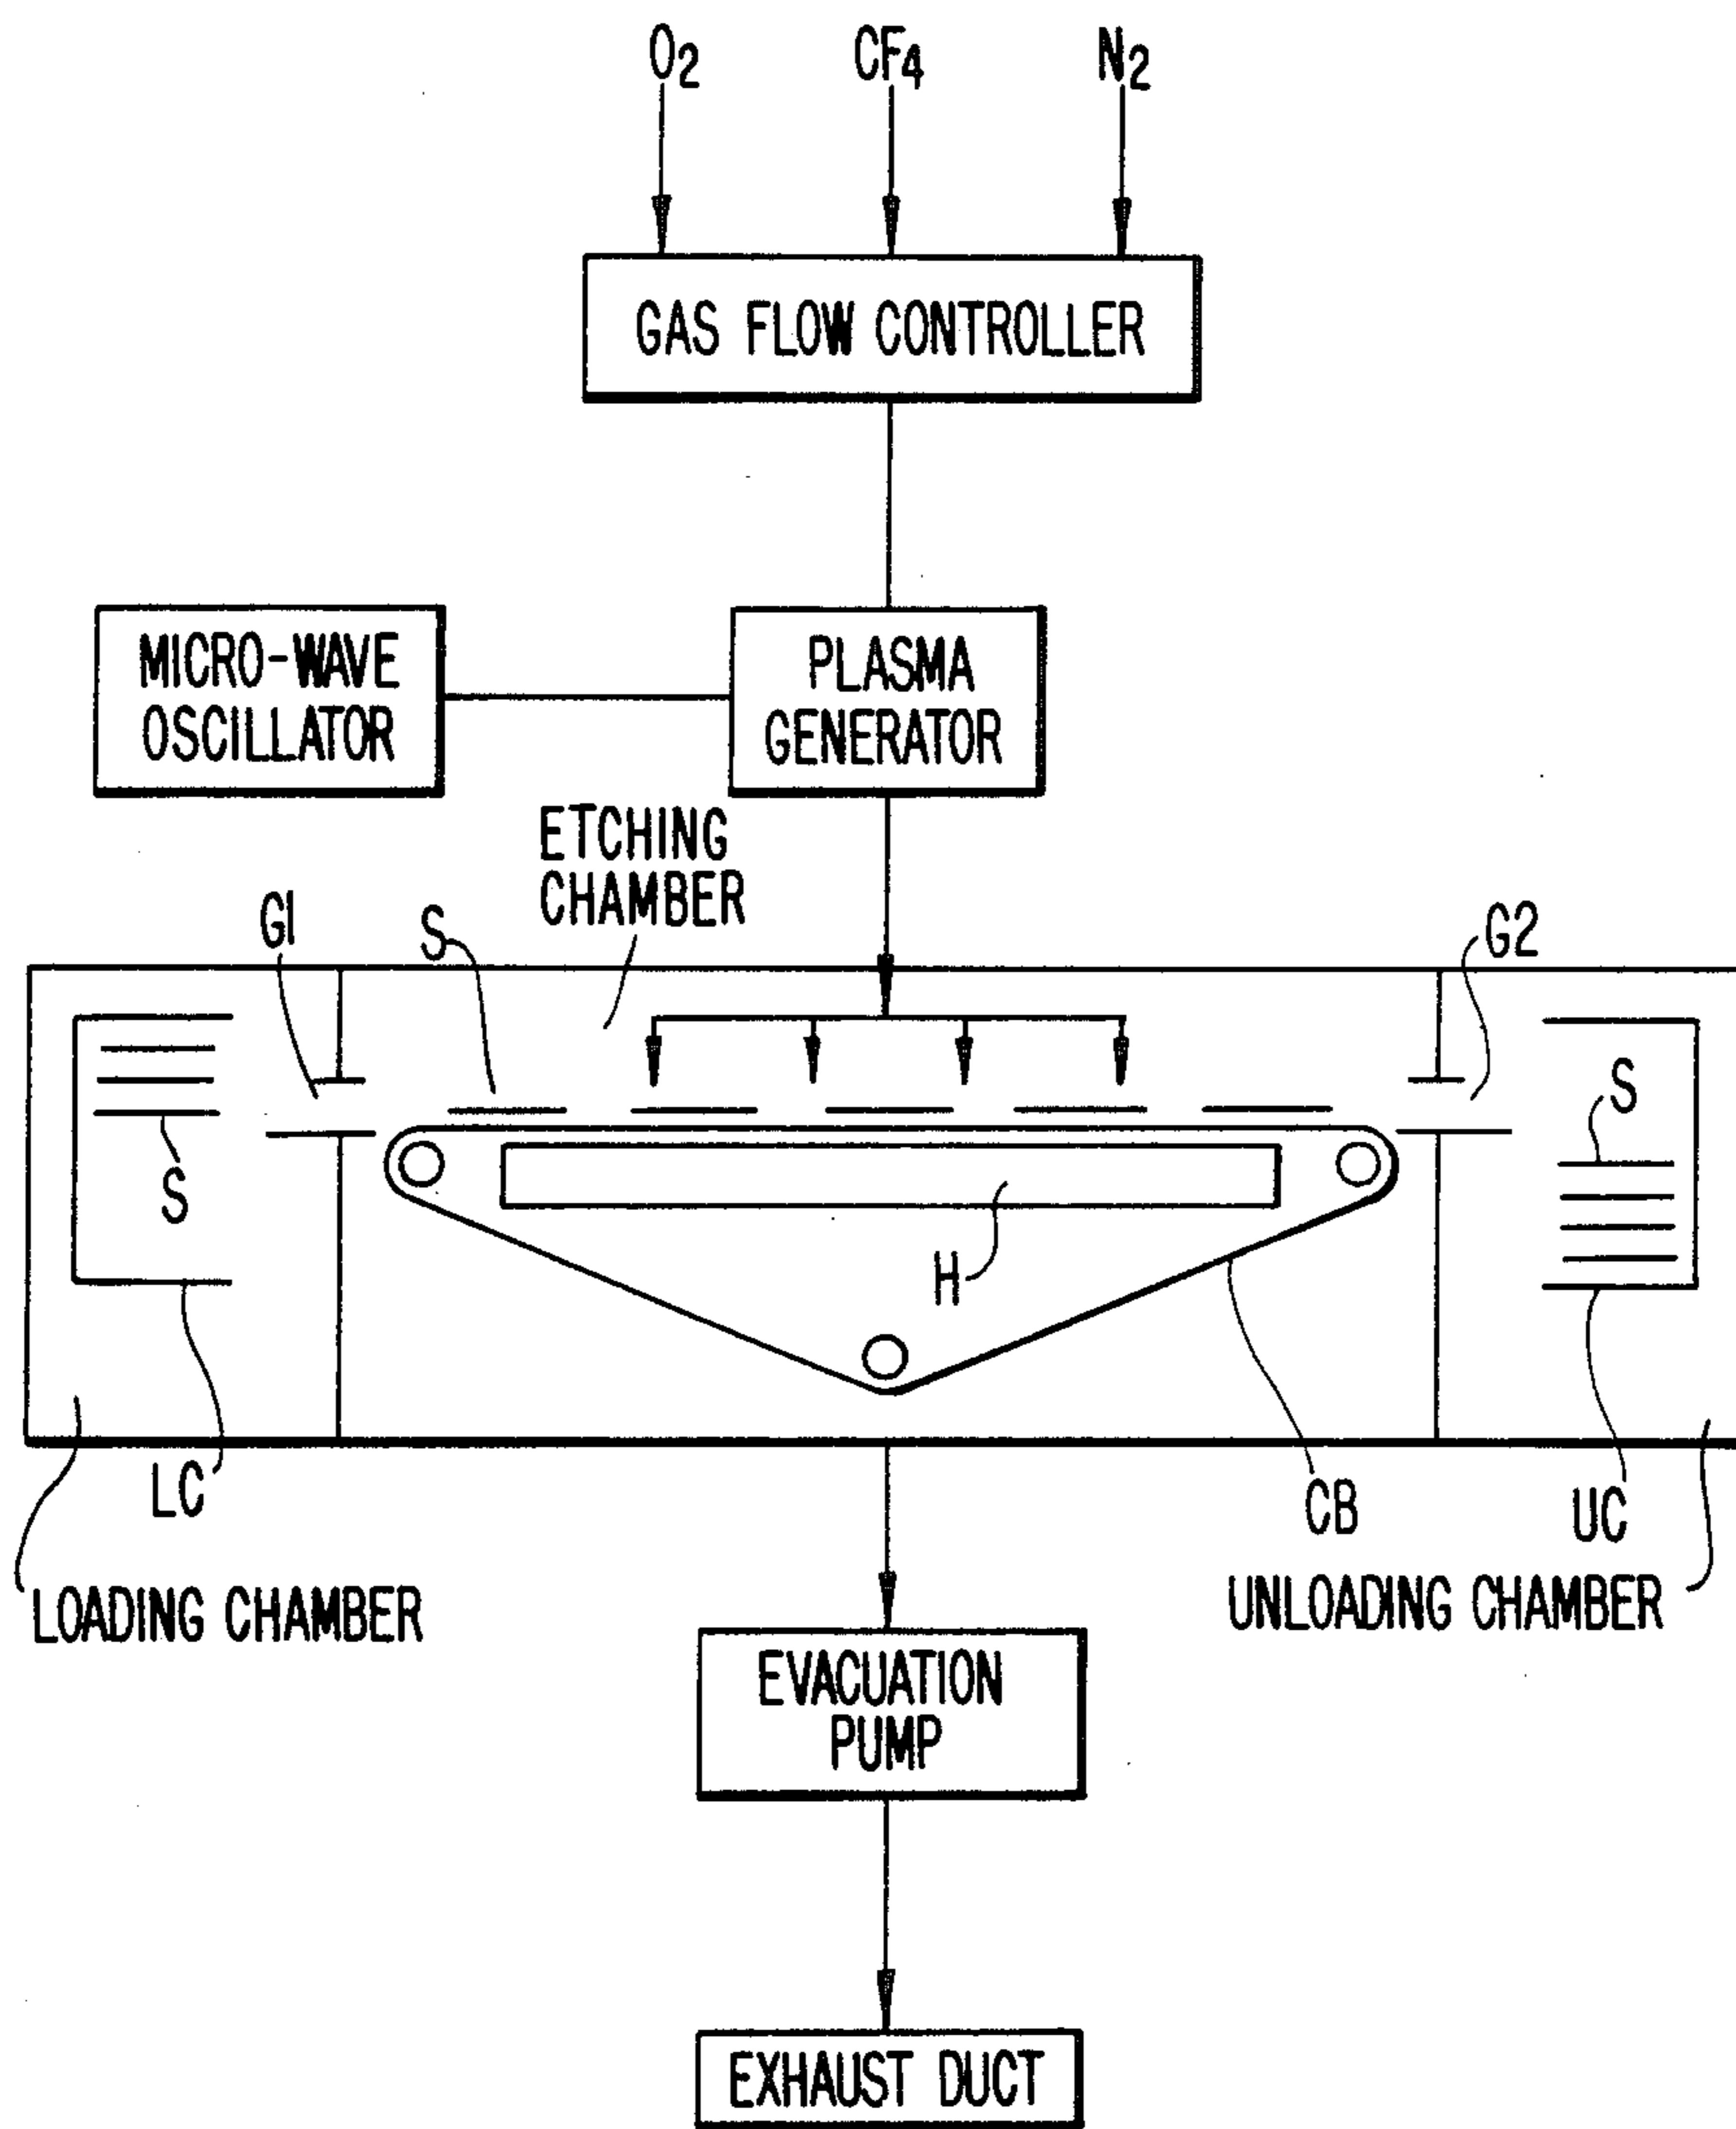 O2 CF4 N2
GAS FLOW CONTROLLER
MICRO-WAVE
OSCILLATOR
PLASMA
GENERATOR
ETCHING
CHAMBER
G1
S
G2
S
S
H
LC
CB
UC
LOADING CHAMBER
UNLOADING CHAMBER
EVACUATION
PUMP
EXHAUST DUCT